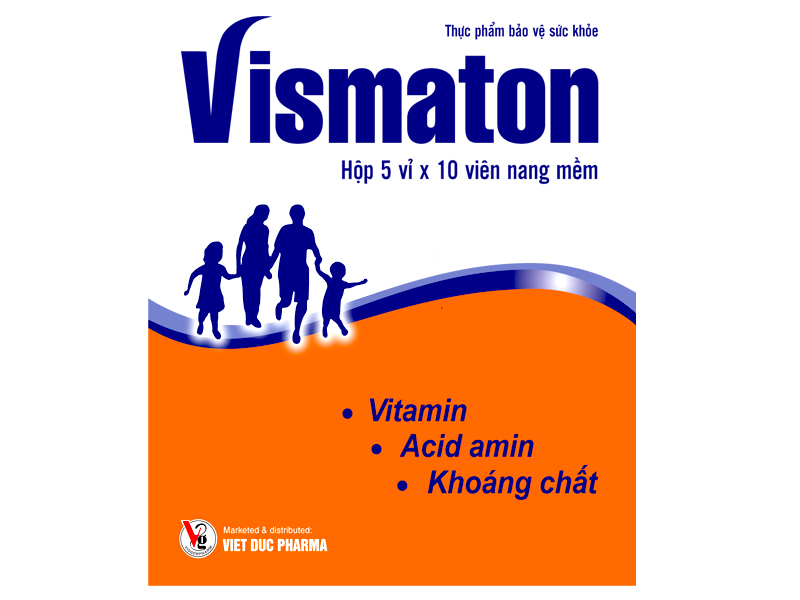 Thực phẩm bảo vệ sức khỏe
Vismaton
Hộp 5 vỉ x 10 viên nang mềm
• Vitamin
• Acid amin
• Khoáng chất
Marketed & distributed:
VIET DUC PHARMA